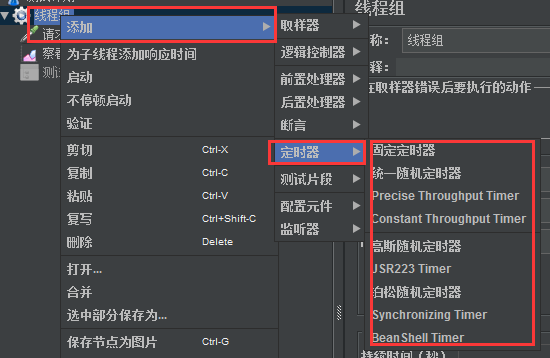 线程组
添加
为子线程添加响应时间
启动
不停顿启动
验证
剪切 Ctrl-X
复制 Ctrl-C
粘贴 Ctrl-V
复写 Ctrl+Shift-C
删除 Delete
打开...
合并
选中部分保存为...
保存节点为图片 Ctrl-G
请求
察看
测试
取样器
逻辑控制器
前置处理器
后置处理器
断言
定时器
测试片段
配置元件
监听器
固定定时器
统一随机定时器
Precise Throughput Timer
Constant Throughput Timer
高斯随机定时器
JSR223 Timer
泊松随机定时器
Synchronizing Timer
BeanShell Timer
线程组
称: 线程组
释:
在取样器错误后要执行的动作
持续时间（秒）